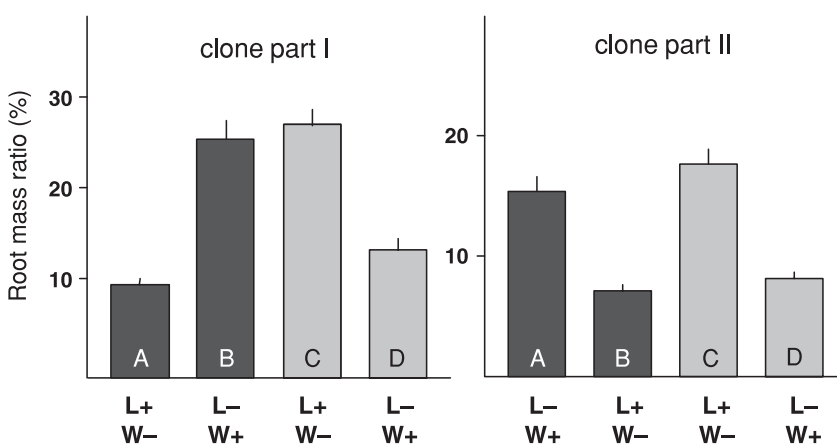 clone part I
Root mass ratio (%)
30
20
10
A B C D
L+ L– L+ L–
W– W+ W– W+
clone part II
20
10
A B C D
L– L+ L+ L–
W+ W– W– W+